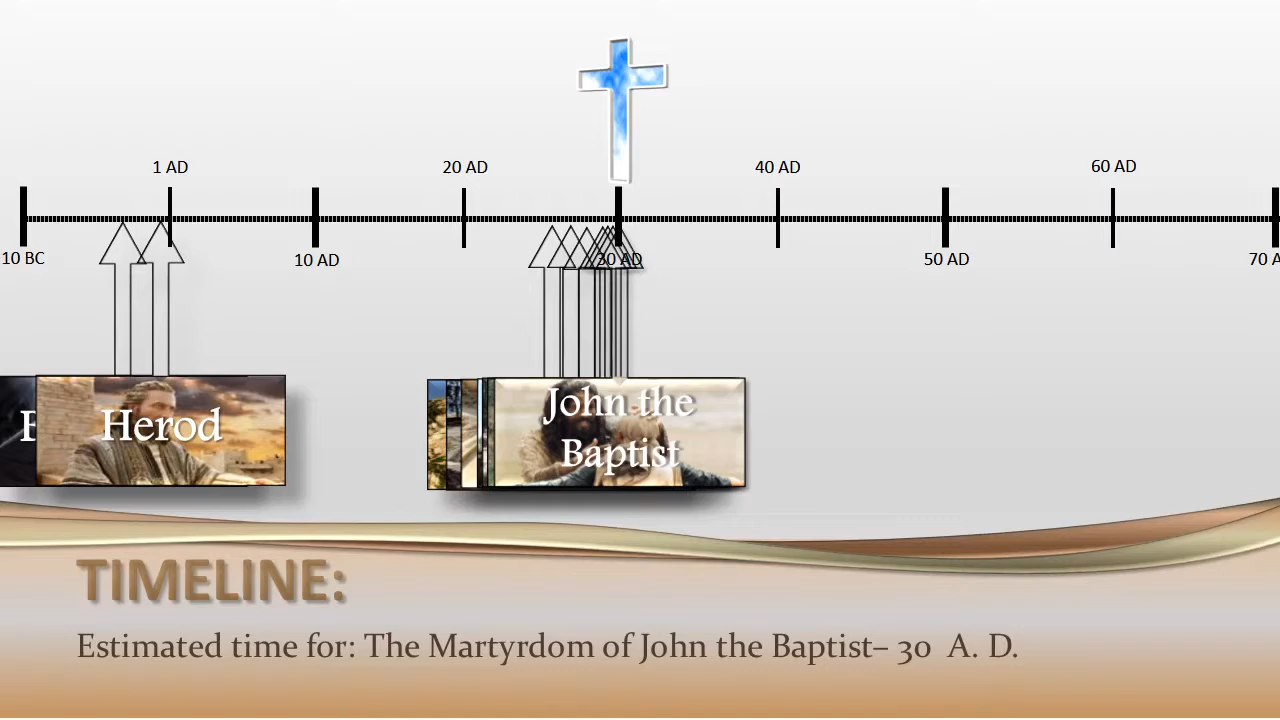 1 AD
20 AD
40 AD
60 AD
10 BC
10 AD
30 AD
50 AD
Herod
John the
Baptist
TIMELINE:
Estimated time for: The Martyrdom of John the Baptist– 30 A. D.